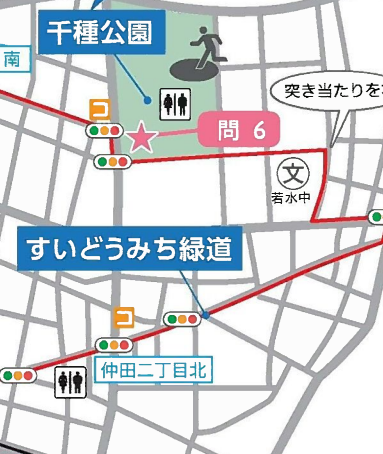 千種公園
南
突き当たりを
コ
問 6
文
若水中
すいどうみち緑道
コ
仲田二丁目北